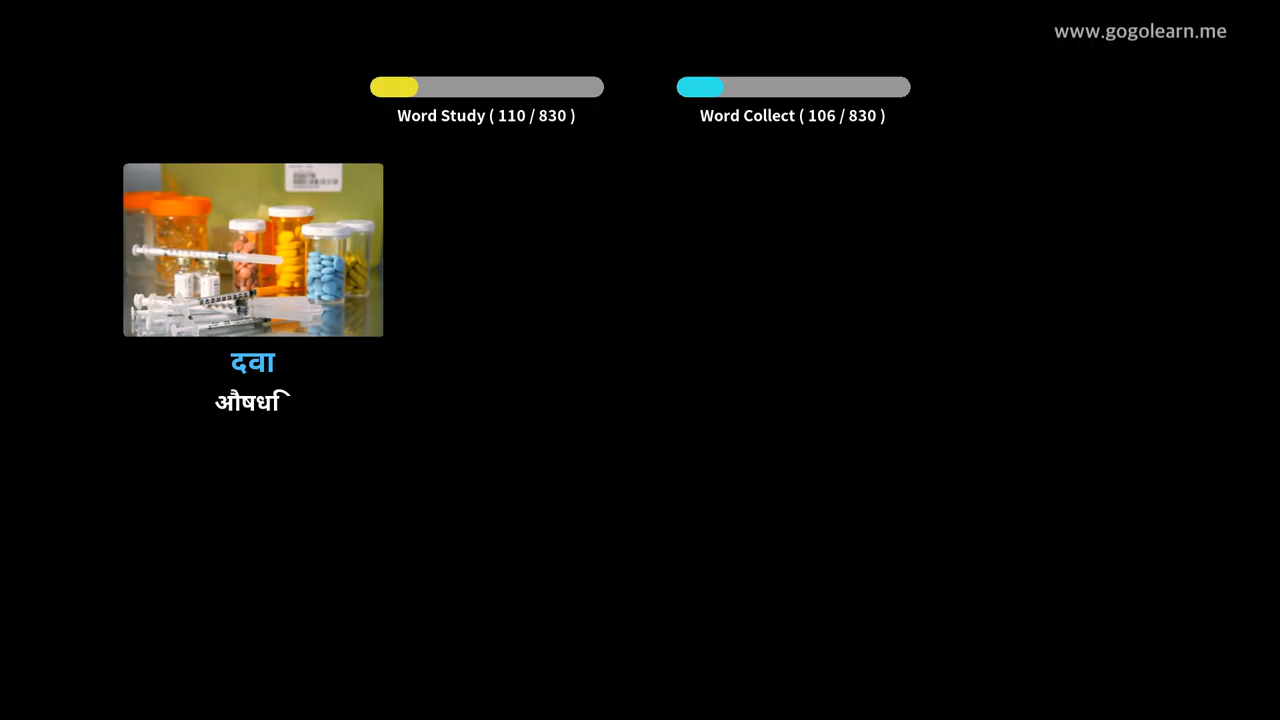 www.gogolearn.me
Word Study ( 110 / 830 )
Word Collect ( 106 / 830 )
दवा
औषधि